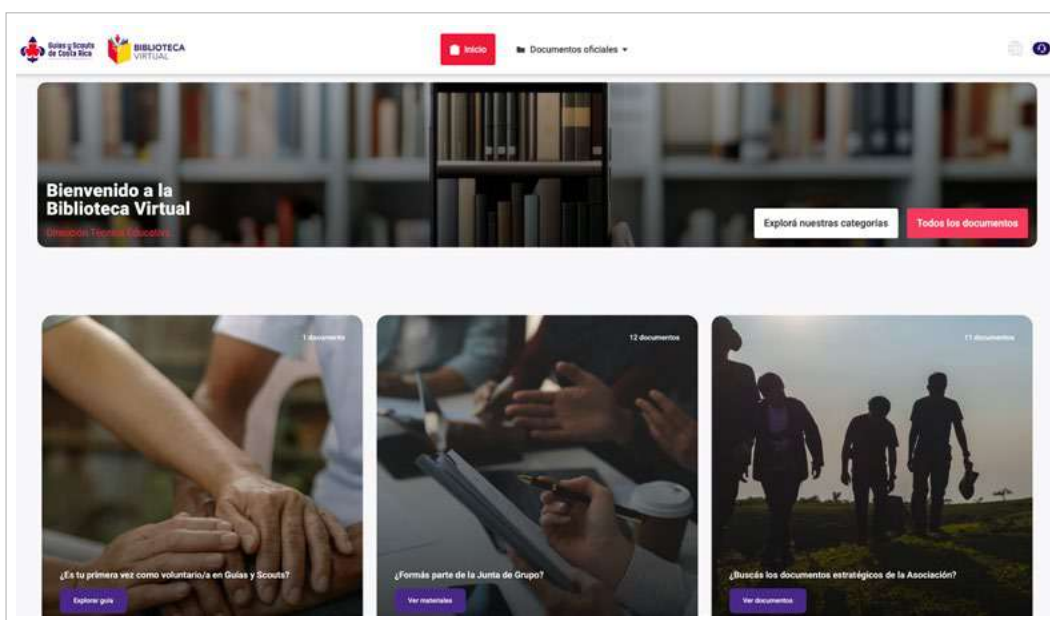 Guías y Scouts
de Costa Rica
BIBLIOTECA
VIRTUAL
Inicio
Documentos oficiales
Bienvenido a la
Biblioteca Virtual
Dirección Técnica Educativa
Explorá nuestras categorías
Todos los documentos
1 documento
12 documentos
11 documentos
¿Es tu primera vez como voluntario/a en Guías y Scouts?
¿Formás parte de la Junta de Grupo?
¿Buscás los documentos estratégicos de la Asociación?
Explorar guía
Ver materiales
Ver documentos